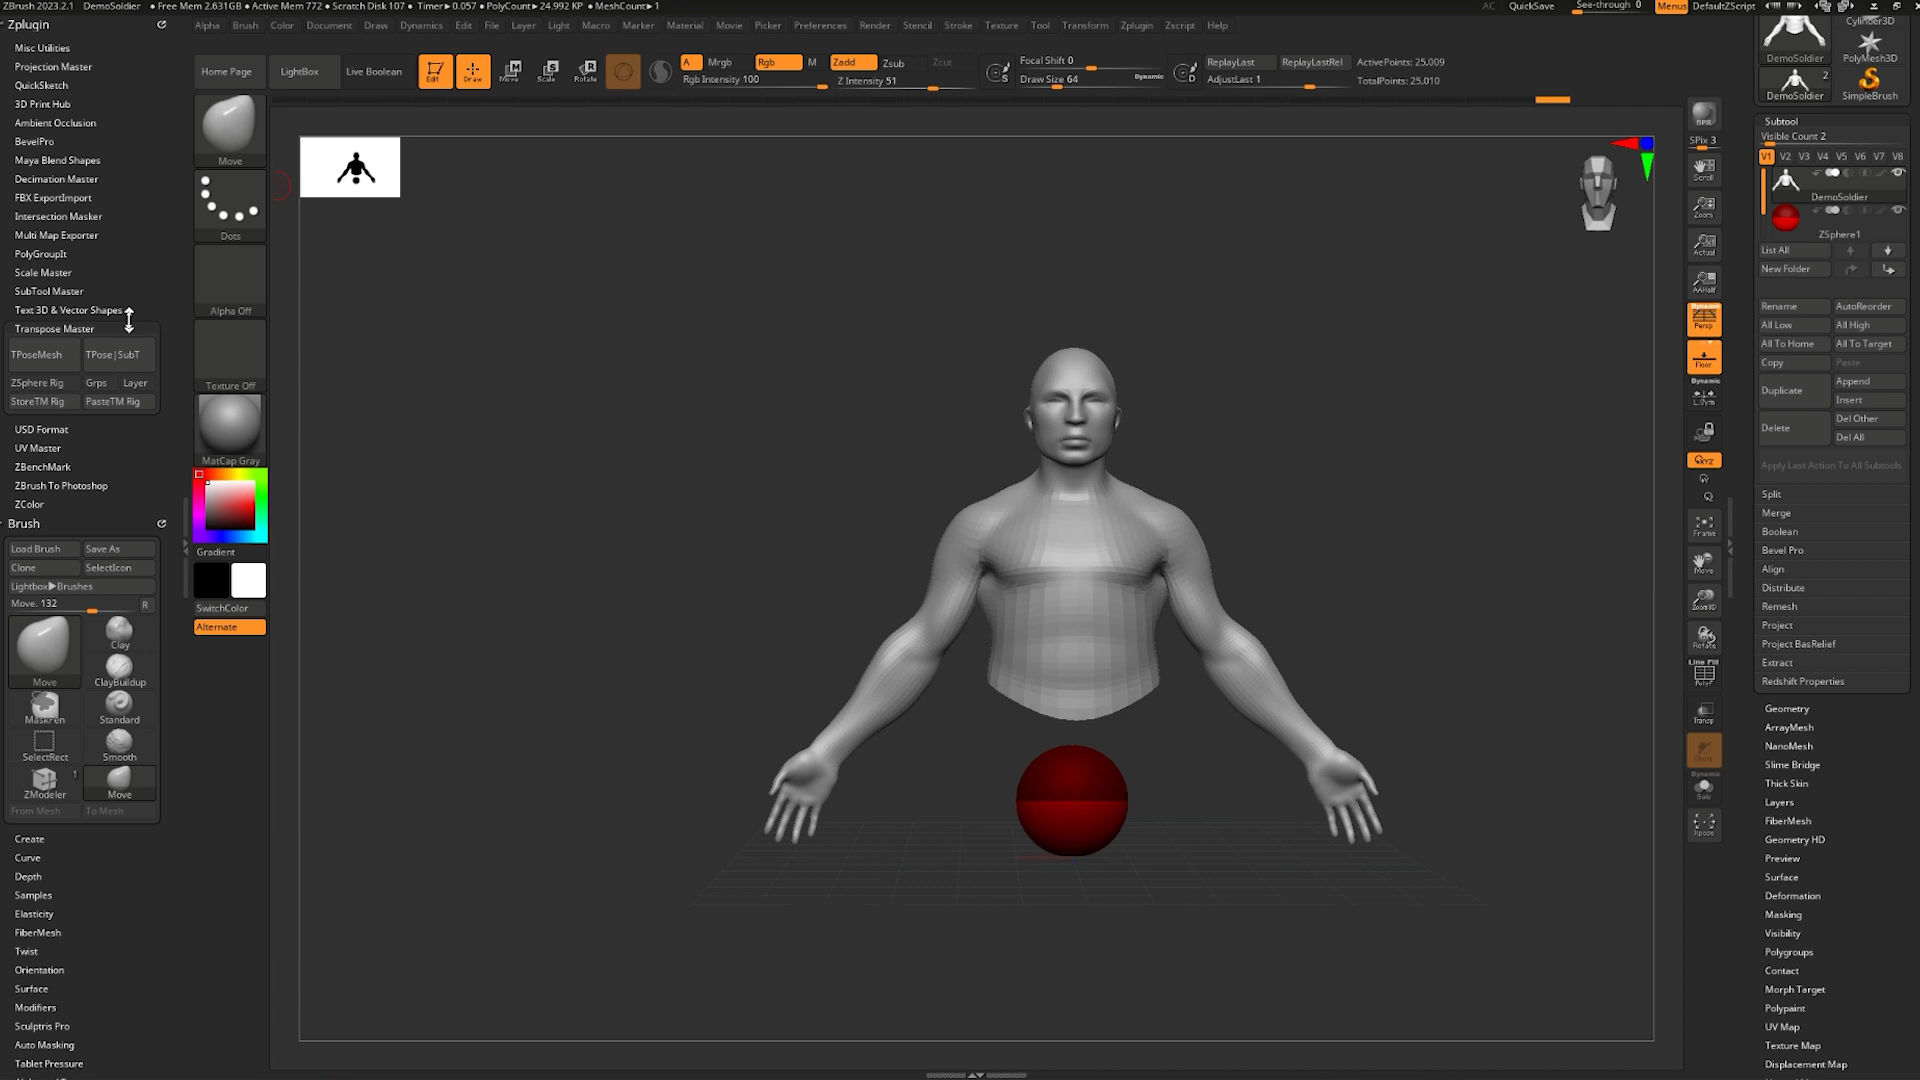 ZBrush 2023.2.1 DemoSoldier • Free Mem 2.631GB • Active Mem 772 • Scratch Disk 107 • Timer▶0.057 • PolyCount▶24.992 KP • MeshCount▶1
AC QuickSave See-through 0 Menus DefaultZScript
Zplugin
Alpha Brush Color Document Draw Dynamics Edit File Layer Light Macro Marker Material Movie Picker Preferences Render Stencil Stroke Texture Tool Transform Zplugin Zscript Help
Home Page LightBox Live Boolean Edit Draw Move Scale Rotate
A Mrgb Rgb M Zadd Zsub Zcut
Rgb Intensity 100 Z Intensity 51
S
Focal Shift 0
Draw Size 64 Dynamic
D
ReplayLast ReplayLastRel
AdjustLast 1
ActivePoints: 25,009
TotalPoints: 25,010
Misc Utilities
Projection Master
QuickSketch
3D Print Hub
Ambient Occlusion
BevelPro
Maya Blend Shapes
Decimation Master
FBX ExportImport
Intersection Masker
Multi Map Exporter
PolyGroupIt
Scale Master
SubTool Master
Text 3D & Vector Shapes
Transpose Master
TPoseMesh TPose|SubT
ZSphere Rig Grps Layer
StoreTM Rig PasteTM Rig
USD Format
UV Master
ZBenchMark
ZBrush To Photoshop
ZColor
Brush
Load Brush Save As
Clone SelectIcon
Lightbox▶Brushes
Move. 132 R
Move
Clay
ClayBuildup
MaskPen Standard
SelectRect Smooth
ZModeler 1 Move
From Mesh To Mesh
Create
Curve
Depth
Samples
Elasticity
FiberMesh
Twist
Orientation
Surface
Modifiers
Sculptris Pro
Auto Masking
Tablet Pressure
Move
Dots
Alpha Off
Texture Off
MatCap Gray
Gradient
SwitchColor
Alternate
BPR
SPix 3
Scroll
Zoom
Actual
AAHalf
Dynamic
Persp
Floor
Dynamic
L.Sym
Frame
Move
Zoom3D
Rotate
Line Fill
PolyF
Transp
Dynamic
Solo
Xpose
Cylinder3D
DemoSoldier PolyMesh3D
2
DemoSoldier SimpleBrush
Subtool
Visible Count 2
V1 V2 V3 V4 V5 V6 V7 V8
DemoSoldier
ZSphere1
List All
New Folder
Rename AutoReorder
All Low All High
All To Home All To Target
Copy Paste
Duplicate Append
Insert
Delete Del Other
Del All
Apply Last Action To All Subtools
Split
Merge
Boolean
Bevel Pro
Align
Distribute
Remesh
Project
Project BasRelief
Extract
Redshift Properties
Geometry
ArrayMesh
NanoMesh
Slime Bridge
Thick Skin
Layers
FiberMesh
Geometry HD
Preview
Surface
Deformation
Masking
Visibility
Polygroups
Contact
Morph Target
Polypaint
UV Map
Texture Map
Displacement Map